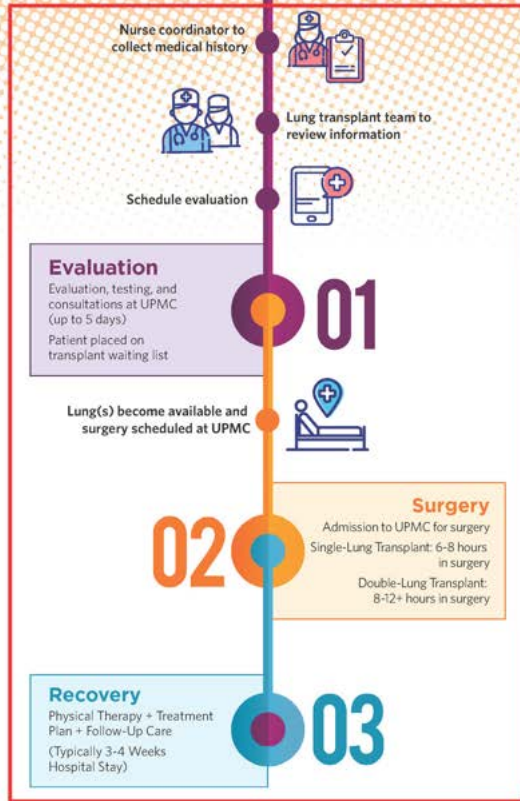 Nurse coordinator to
collect medical history
Lung transplant team to
review information
Schedule evaluation
Evaluation
Evaluation, testing, and
consultations at UPMC
(up to 5 days)
Patient placed on
transplant waiting list
01
Lung(s) become available and
surgery scheduled at UPMC
02
Surgery
Admission to UPMC for surgery
Single-Lung Transplant: 6-8 hours
in surgery
Double-Lung Transplant:
8-12+ hours in surgery
Recovery
Physical Therapy + Treatment
Plan + Follow-Up Care
(Typically 3-4 Weeks
Hospital Stay)
03